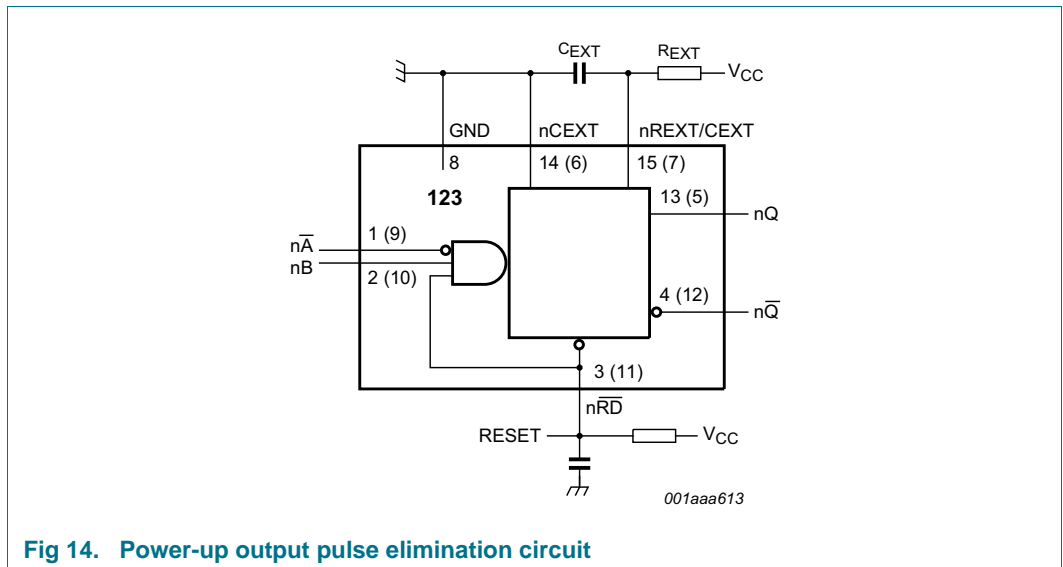 CEXT REXT
VCC
GND nCEXT nREXT/CEXT
8 14 (6) 15 (7)
123 13 (5)
nQ
1 (9)
nA̅
nB
2 (10)
4 (12)
nQ̅
3 (11)
nR̅D̅
RESET VCC
001aaa613
Fig 14. Power-up output pulse elimination circuit